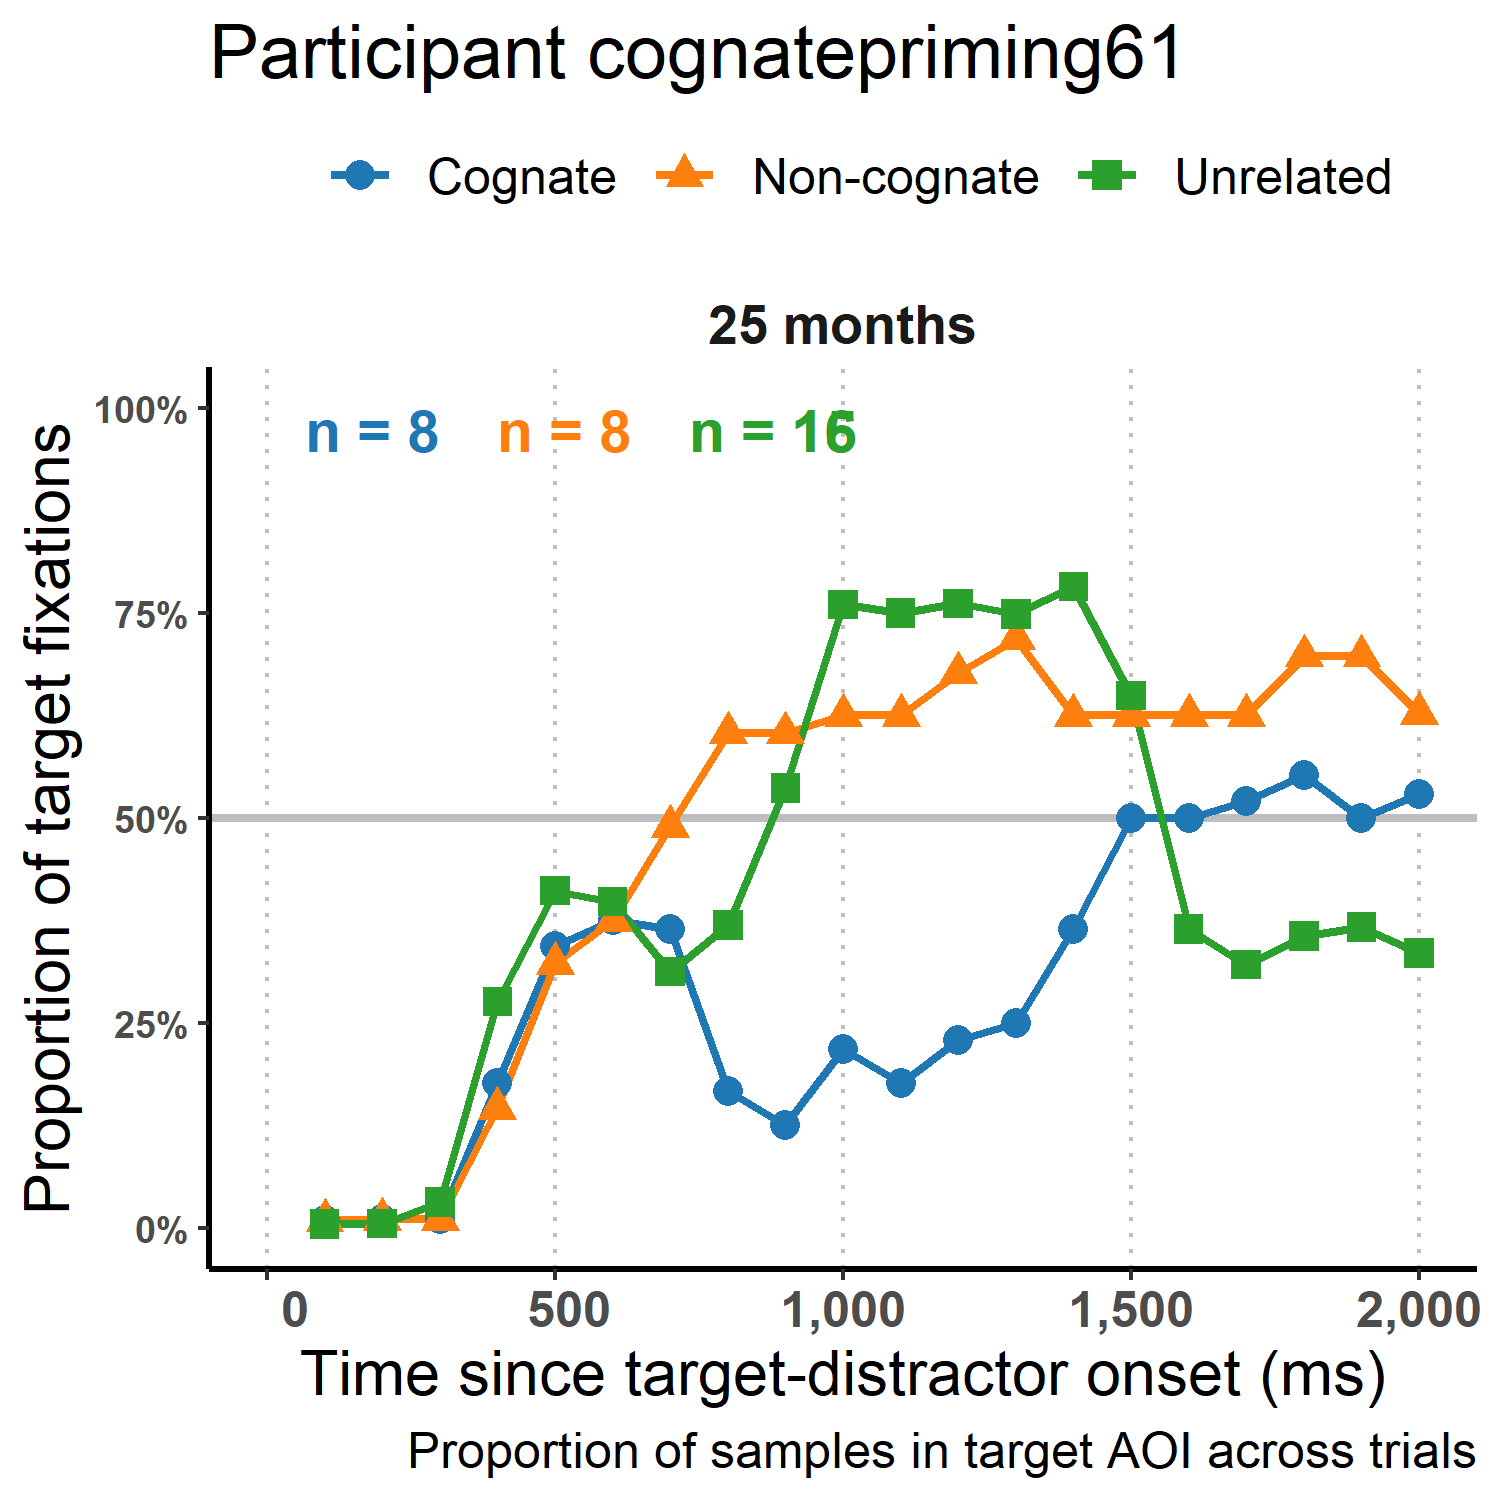 Participant cognatepriming61
Cognate Non-cognate Unrelated
25 months
100%
n = 8 n = 8 n =
75%
50%
25%
0%
Proportion of target fixations
0 500 1,000 1,500 2,000
Time since target-distractor onset (ms)
Proportion of samples in target AOI across trials